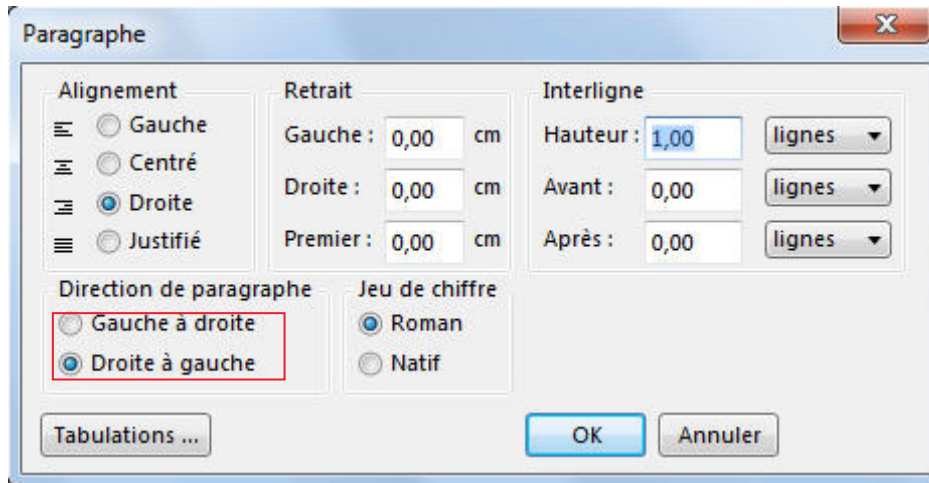 Paragraphe
Alignement
Gauche
Centré
Droite
Justifié
Retrait
Gauche : 0,00 cm
Droite : 0,00 cm
Premier : 0,00 cm
Interligne
Hauteur : 1,00 lignes
Avant : 0,00 lignes
Après : 0,00 lignes
Direction de paragraphe
Gauche à droite
Droite à gauche
Jeu de chiffre
Roman
Natif
Tabulations ...
OK
Annuler